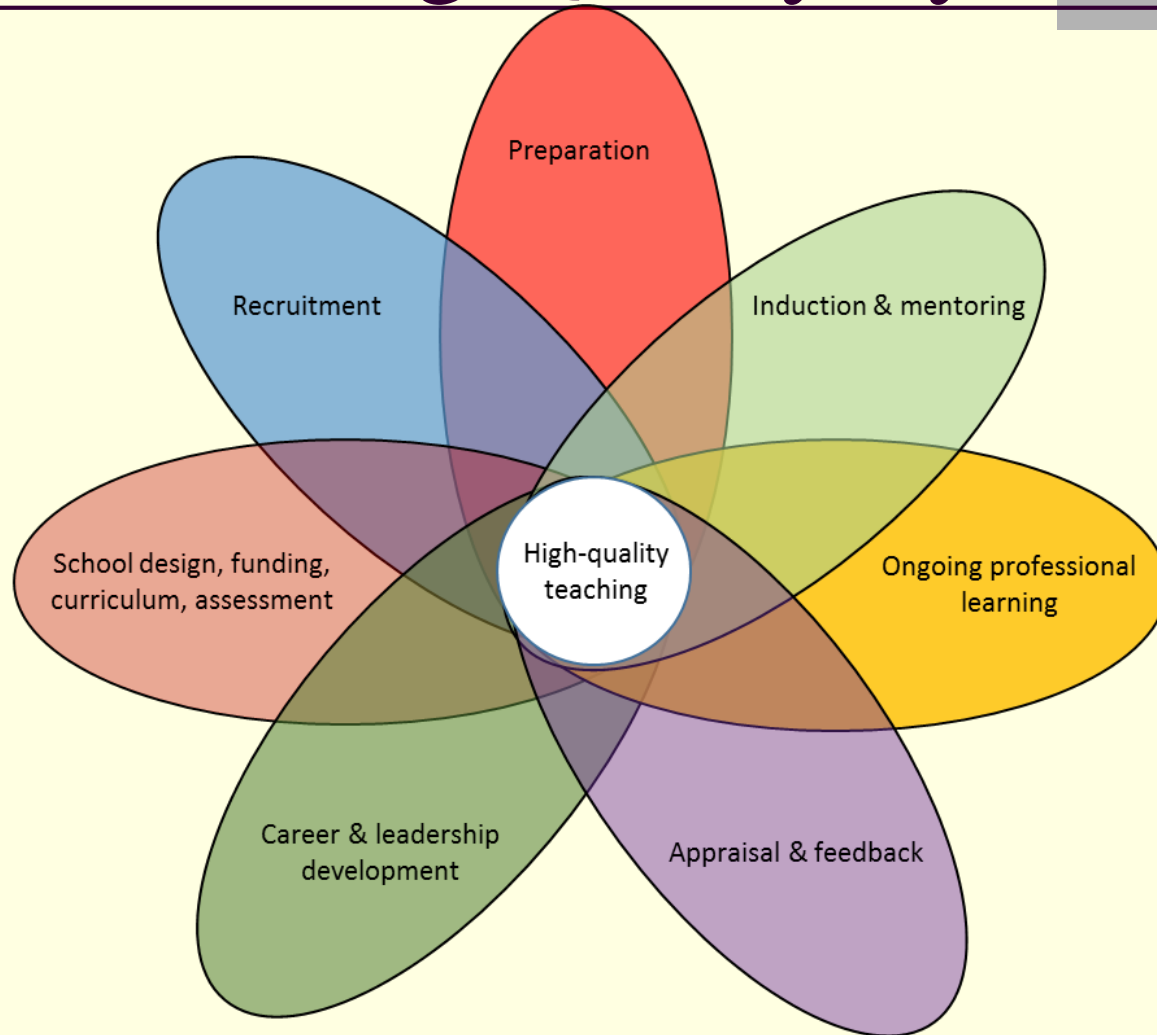 Preparation
Recruitment
Induction & mentoring
School design, funding,
curriculum, assessment
High-quality
teaching
Ongoing professional
learning
Career & leadership
development
Appraisal & feedback